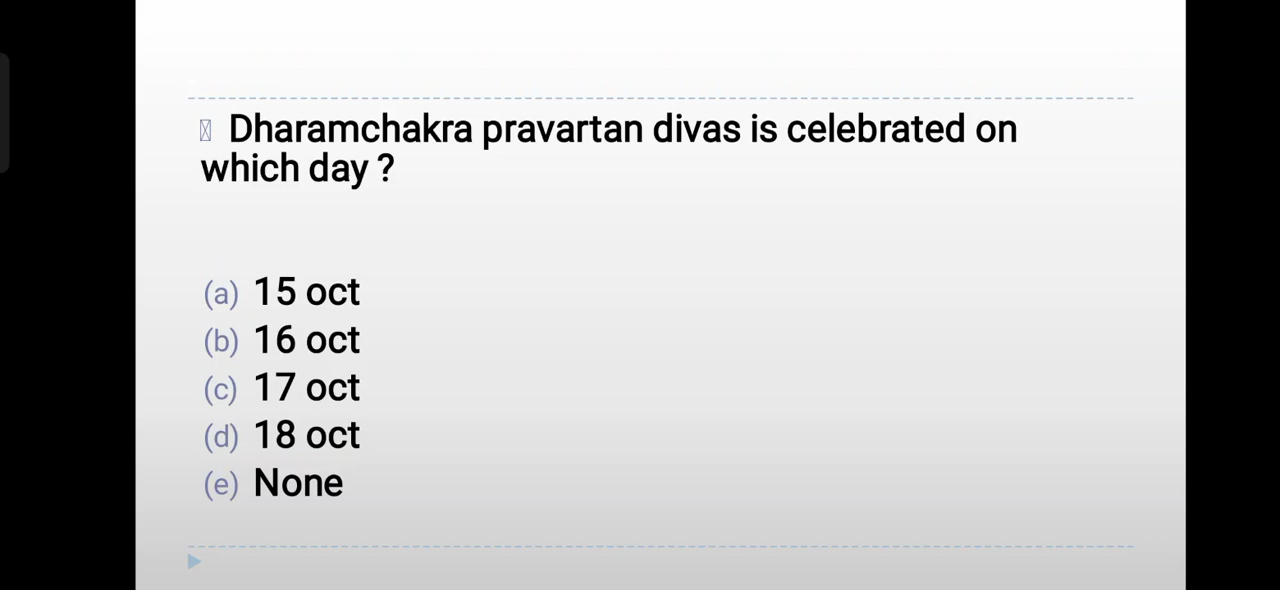 Dharamchakra pravartan divas is celebrated on
which day ?
(a) 15 oct
(b) 16 oct
(c) 17 oct
(d) 18 oct
(e) None